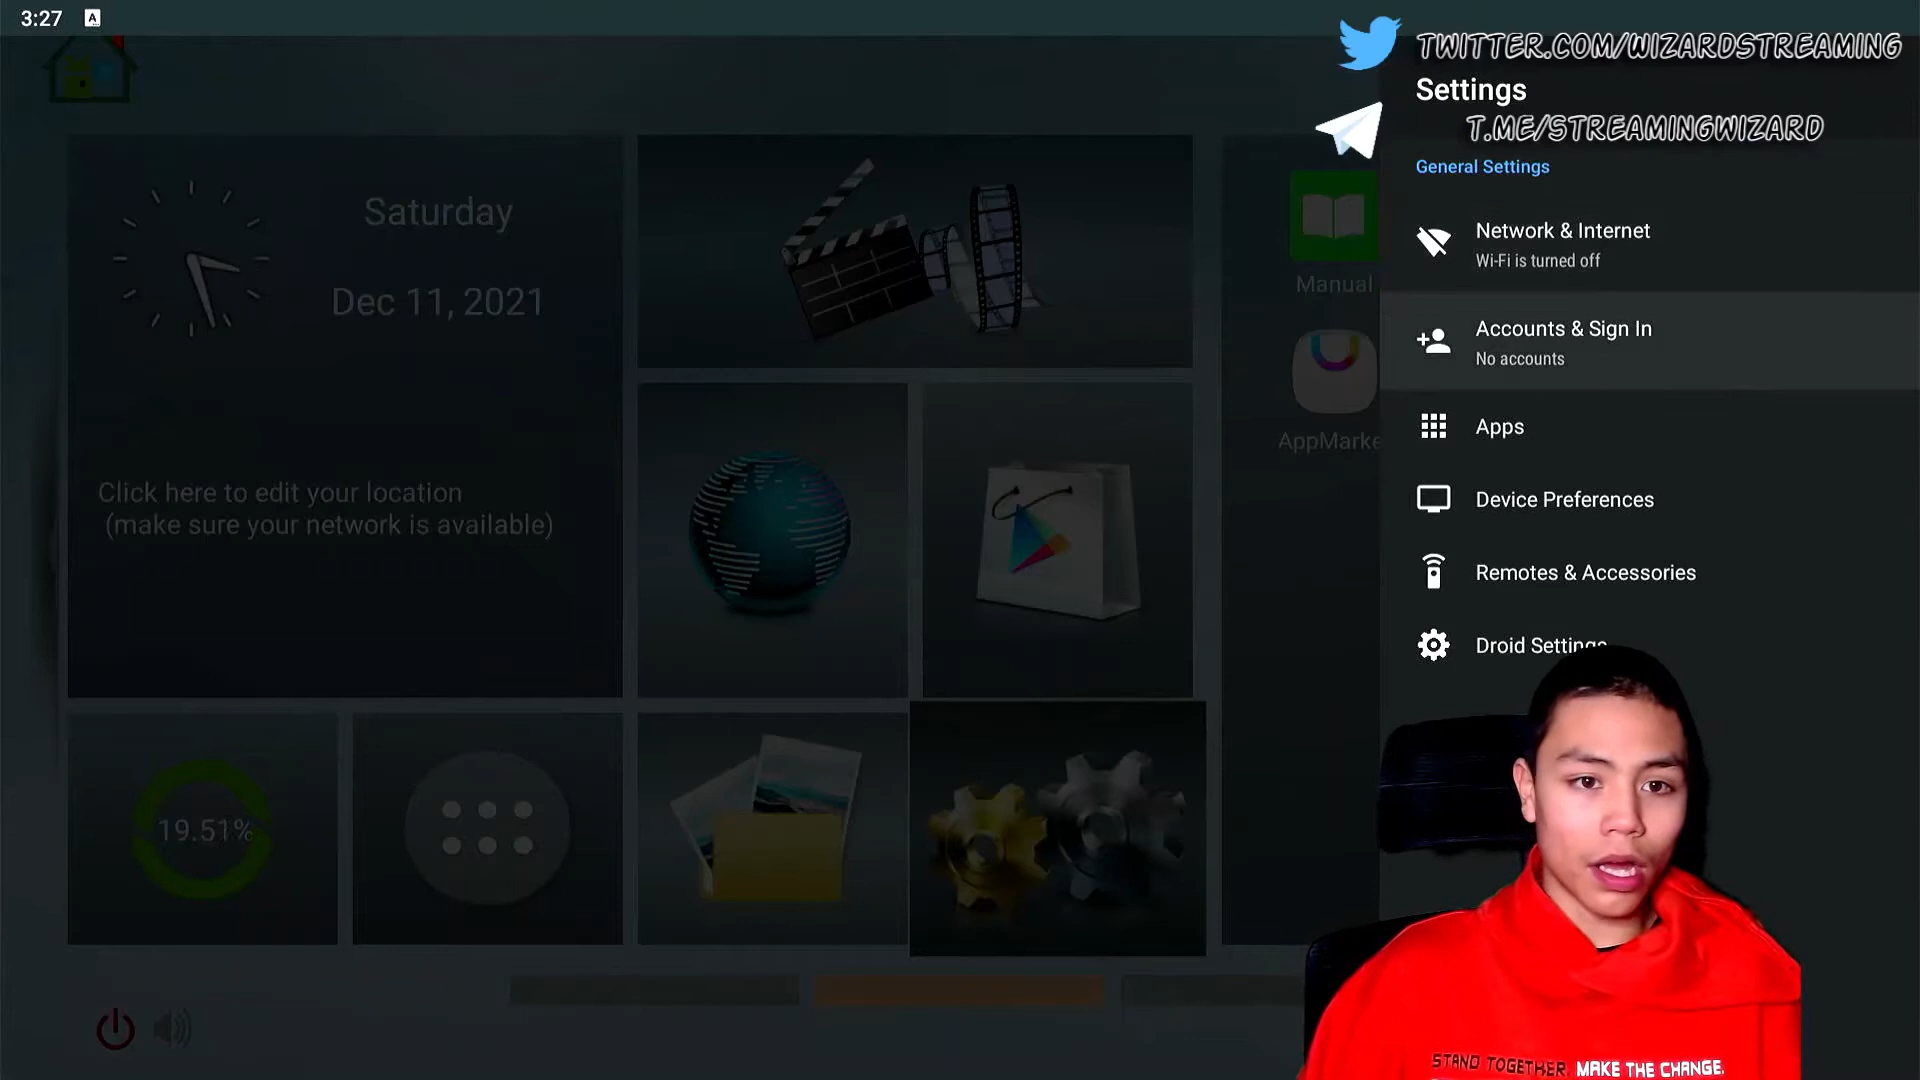 3:27
A
TWITTER.COM/WIZARDSTREAMING
Settings
T.ME/STREAMINGWIZARD
General Settings
Network & Internet
Wi-Fi is turned off
Accounts & Sign In
No accounts
Apps
Device Preferences
Remotes & Accessories
Droid Settings
Saturday
Dec 11, 2021
Click here to edit your location
(make sure your network is available)
Manual
AppMarke
19.51%
STAND TOGETHER. MAKE THE CHANGE.